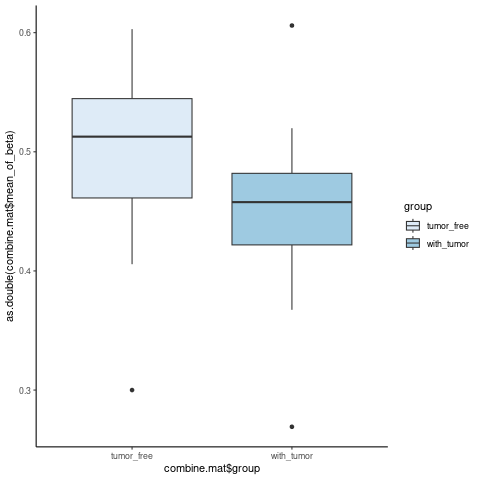 as.double(combine.mat$mean_of_beta)
0.6
0.5
0.4
0.3
tumor_free
with_tumor
combine.mat$group
group
tumor_free
with_tumor